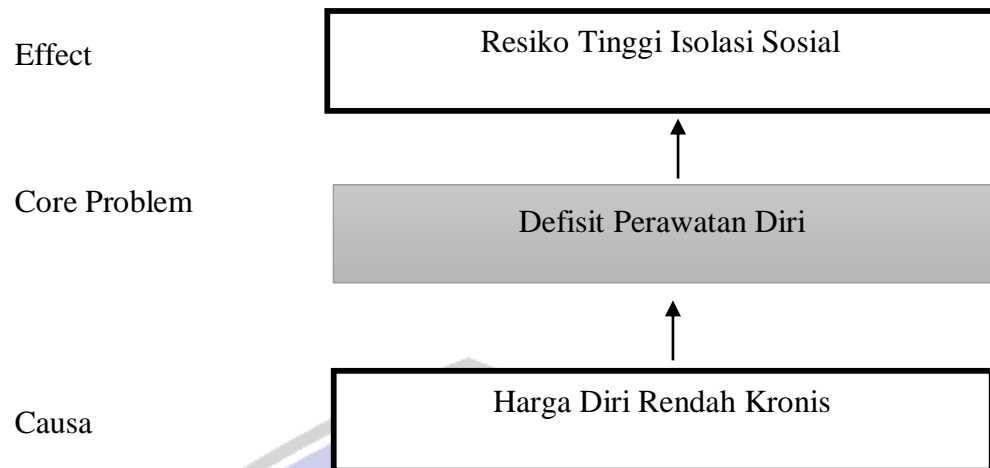 Effect
Resiko Tinggi Isolasi Sosial
Core Problem
Defisit Perawatan Diri
Causa
Harga Diri Rendah Kronis